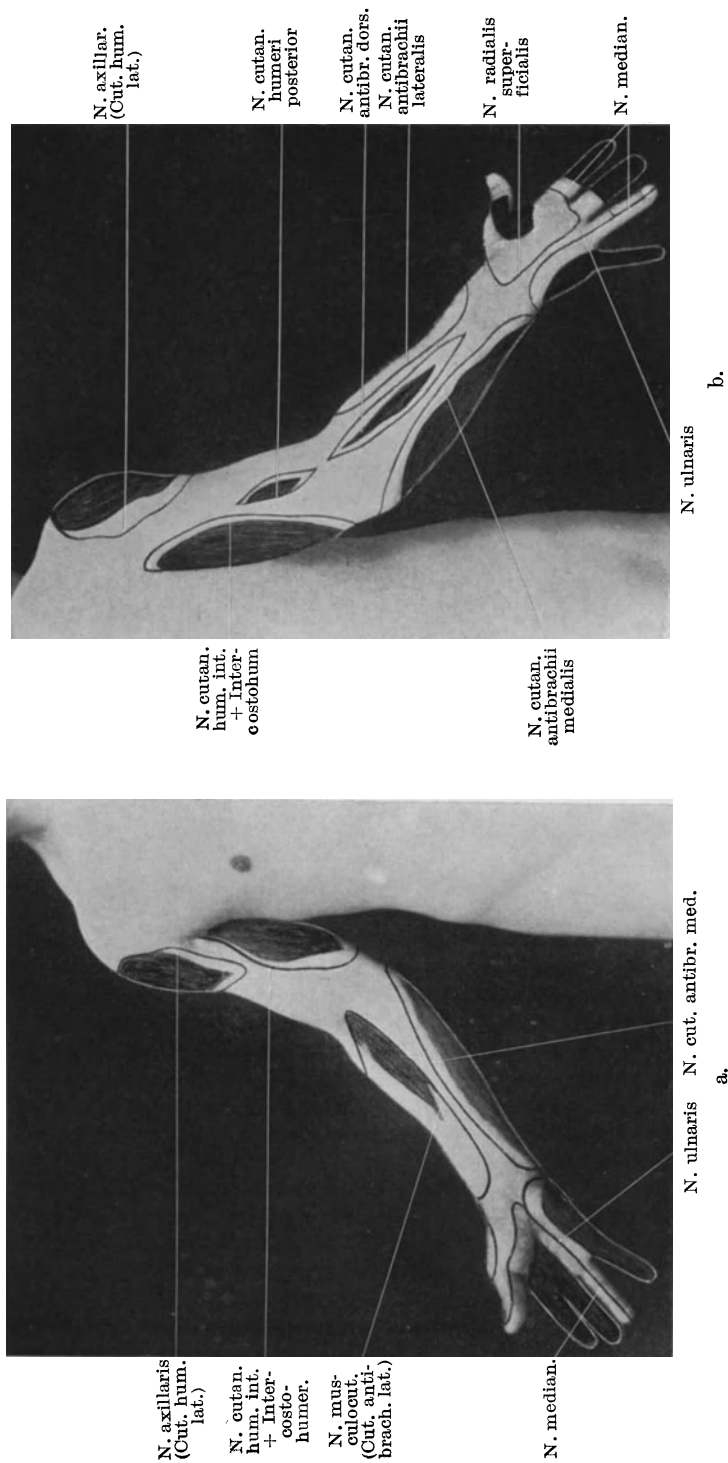 N. axillaris
(Cut. hum.
lat.)
N. cutan.
hum. int.
+ Inter-
costo-
humer.
N. mus-
culocut.
(Cut. anti-
brach. lat.)
N. median.
N. ulnaris
N. cut. antibr. med.
a.
N. cutan.
hum. int.
+ Inter-
costohum
N. cutan.
antibrachii
medialis
N. axillar.
(Cut. hum.
lat.)
N. cutan.
humeri
posterior
N. cutan.
antibr. dors.
N. cutan.
antibrachii
lateralis
N. radialis
super-
ficialis
N. median.
N. ulnaris
b.